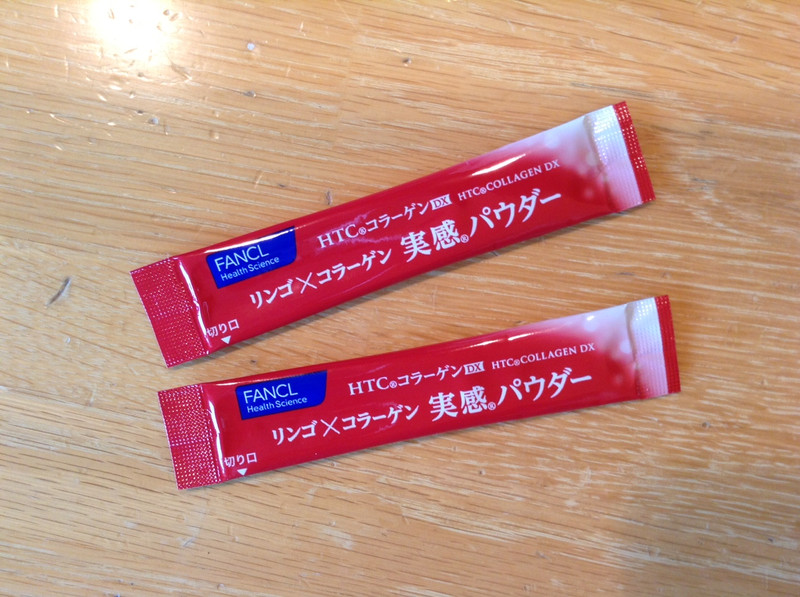 FANCL
Health Science
HTC®コラーゲンDX HTC®COLLAGEN DX
リンゴ×コラーゲン 実感®パウダー
切り口
FANCL
Health Science
HTC®コラーゲンDX HTC®COLLAGEN DX
リンゴ×コラーゲン 実感®パウダー
切り口